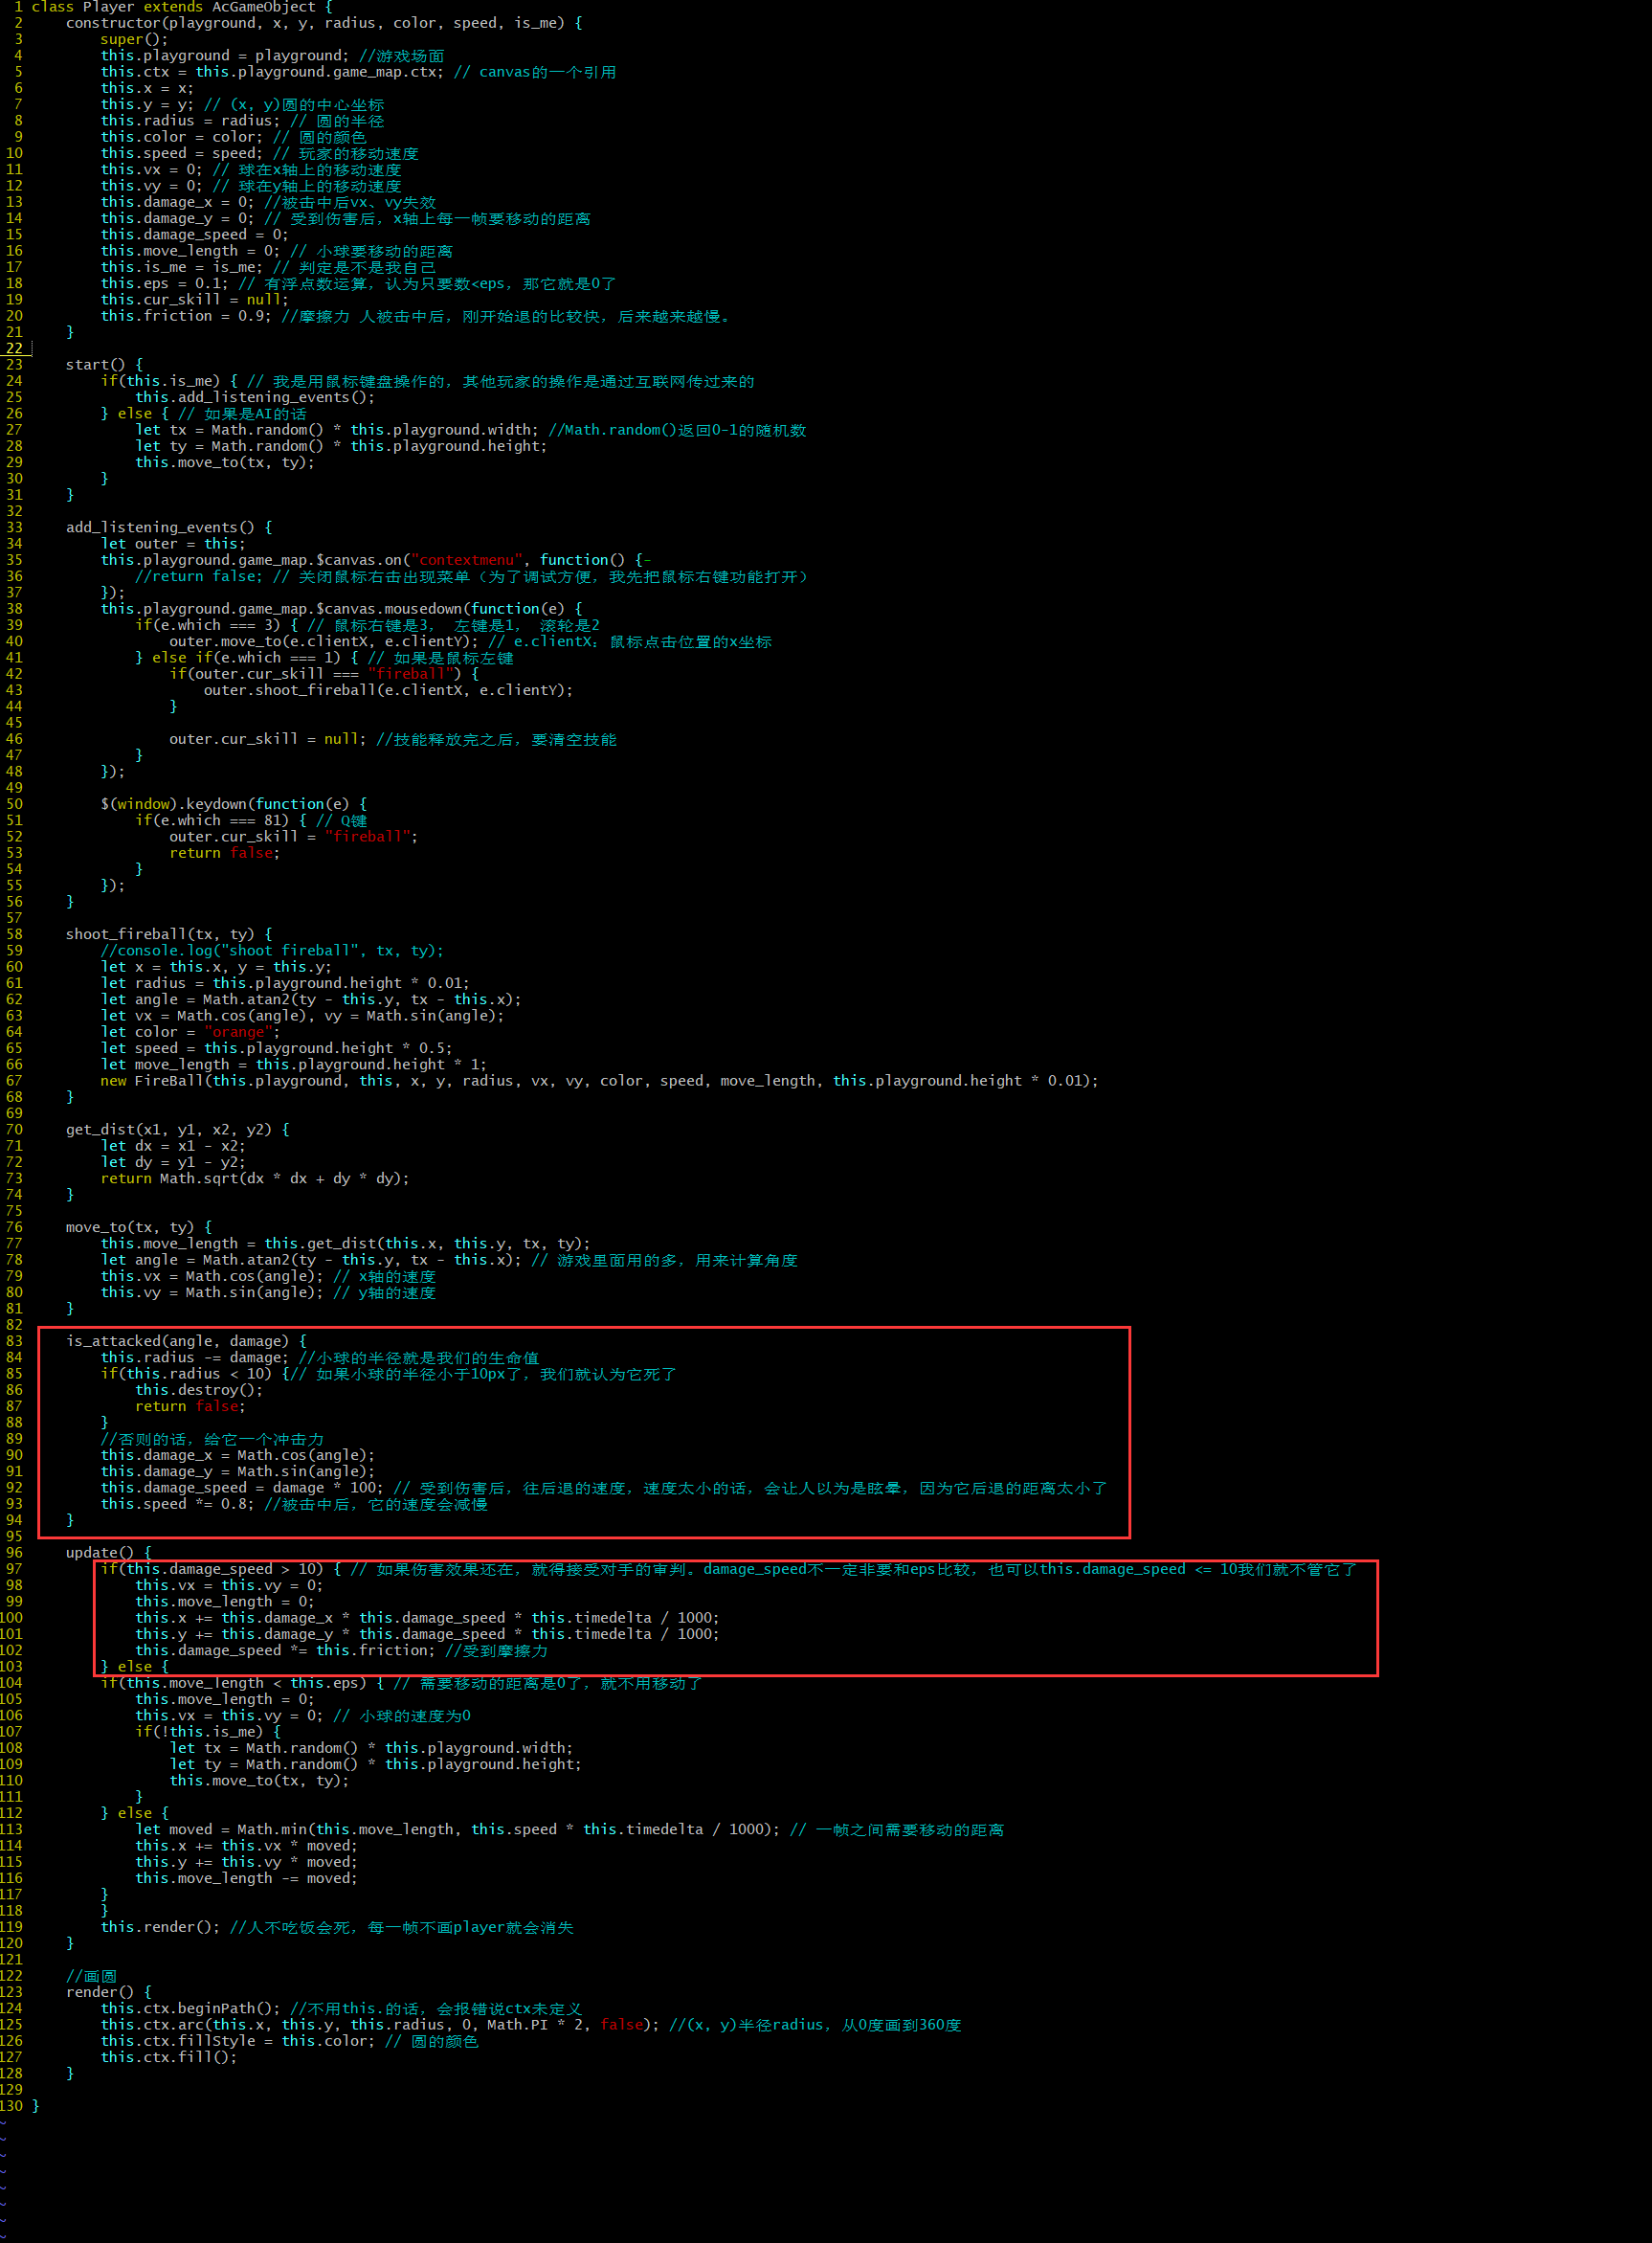 1 class Player extends AcGameObject {
2     constructor(playground, x, y, radius, color, speed, is_me) {
3         super();
4         this.playground = playground; //游戏场面
5         this.ctx = this.playground.game_map.ctx; // canvas的一个引用
6         this.x = x;
7         this.y = y; // (x, y)圆的中心坐标
8         this.radius = radius; // 圆的半径
9         this.color = color; // 圆的颜色
10         this.speed = speed; // 玩家的移动速度
11         this.vx = 0; // 球在x轴上的移动速度
12         this.vy = 0; // 球在y轴上的移动速度
13         this.damage_x = 0; //被击中后vx、vy失效
14         this.damage_y = 0; // 受到伤害后，x轴上每一帧要移动的距离
15         this.damage_speed = 0;
16         this.move_length = 0; // 小球要移动的距离
17         this.is_me = is_me; // 判定是不是我自己
18         this.eps = 0.1; // 有浮点数运算，认为只要数<eps，那它就是0了
19         this.cur_skill = null;
20         this.friction = 0.9; //摩擦力 人被击中后，刚开始退的比较快，后来越来越慢。
21     }
22
23     start() {
24         if(this.is_me) { // 我是用鼠标键盘操作的，其他玩家的操作是通过互联网传过来的
25             this.add_listening_events();
26         } else { // 如果是AI的话
27             let tx = Math.random() * this.playground.width; //Math.random()返回0-1的随机数
28             let ty = Math.random() * this.playground.height;
29             this.move_to(tx, ty);
30         }
31     }
32
33     add_listening_events() {
34         let outer = this;
35         this.playground.game_map.$canvas.on("contextmenu", function() {-
36             //return false; // 关闭鼠标右击出现菜单（为了调试方便，我先把鼠标右键功能打开）
37         });
38         this.playground.game_map.$canvas.mousedown(function(e) {
39             if(e.which === 3) { // 鼠标右键是3， 左键是1， 滚轮是2
40                 outer.move_to(e.clientX, e.clientY); // e.clientX：鼠标点击位置的x坐标
41             } else if(e.which === 1) { // 如果是鼠标左键
42                 if(outer.cur_skill === "fireball") {
43                     outer.shoot_fireball(e.clientX, e.clientY);
44                 }
45
46                 outer.cur_skill = null; //技能释放完之后，要清空技能
47             }
48         });
49
50         $(window).keydown(function(e) {
51             if(e.which === 81) { // Q键
52                 outer.cur_skill = "fireball";
53                 return false;
54             }
55         });
56     }
57
58     shoot_fireball(tx, ty) {
59         //console.log("shoot fireball", tx, ty);
60         let x = this.x, y = this.y;
61         let radius = this.playground.height * 0.01;
62         let angle = Math.atan2(ty - this.y, tx - this.x);
63         let vx = Math.cos(angle), vy = Math.sin(angle);
64         let color = "orange";
65         let speed = this.playground.height * 0.5;
66         let move_length = this.playground.height * 1;
67         new FireBall(this.playground, this, x, y, radius, vx, vy, color, speed, move_length, this.playground.height * 0.01);
68     }
69
70     get_dist(x1, y1, x2, y2) {
71         let dx = x1 - x2;
72         let dy = y1 - y2;
73         return Math.sqrt(dx * dx + dy * dy);
74     }
75
76     move_to(tx, ty) {
77         this.move_length = this.get_dist(this.x, this.y, tx, ty);
78         let angle = Math.atan2(ty - this.y, tx - this.x); // 游戏里面用的多，用来计算角度
79         this.vx = Math.cos(angle); // x轴的速度
80         this.vy = Math.sin(angle); // y轴的速度
81     }
82
83     is_attacked(angle, damage) {
84         this.radius -= damage; //小球的半径就是我们的生命值
85         if(this.radius < 10) {// 如果小球的半径小于10px了，我们就认为它死了
86             this.destroy();
87             return false;
88         }
89         //否则的话，给它一个冲击力
90         this.damage_x = Math.cos(angle);
91         this.damage_y = Math.sin(angle);
92         this.damage_speed = damage * 100; // 受到伤害后，往后退的速度，速度太小的话，会让人以为是眩晕，因为它后退的距离太小了
93         this.speed *= 0.8; //被击中后，它的速度会减慢
94     }
95
96     update() {
97         if(this.damage_speed > 10) { // 如果伤害效果还在，就得接受对手的审判。damage_speed不一定非要和eps比较，也可以this.damage_speed <= 10我们就不管它了
98             this.vx = this.vy = 0;
99             this.move_length = 0;
100             this.x += this.damage_x * this.damage_speed * this.timedelta / 1000;
101             this.y += this.damage_y * this.damage_speed * this.timedelta / 1000;
102             this.damage_speed *= this.friction; //受到摩擦力
103         } else {
104         if(this.move_length < this.eps) { // 需要移动的距离是0了，就不用移动了
105             this.move_length = 0;
106             this.vx = this.vy = 0; // 小球的速度为0
107             if(!this.is_me) {
108                 let tx = Math.random() * this.playground.width;
109                 let ty = Math.random() * this.playground.height;
110                 this.move_to(tx, ty);
111             }
112         } else {
113             let moved = Math.min(this.move_length, this.speed * this.timedelta / 1000); // 一帧之间需要移动的距离
114             this.x += this.vx * moved;
115             this.y += this.vy * moved;
116             this.move_length -= moved;
117         }
118         }
119         this.render(); //人不吃饭会死，每一帧不画player就会消失
120     }
121
122     //画圆
123     render() {
124         this.ctx.beginPath(); //不用this.的话，会报错说ctx未定义
125         this.ctx.arc(this.x, this.y, this.radius, 0, Math.PI * 2, false); //(x, y)半径radius，从0度画到360度
126         this.ctx.fillStyle = this.color; // 圆的颜色
127         this.ctx.fill();
128     }
129
130 }
~
~
~
~
~
~
~
~